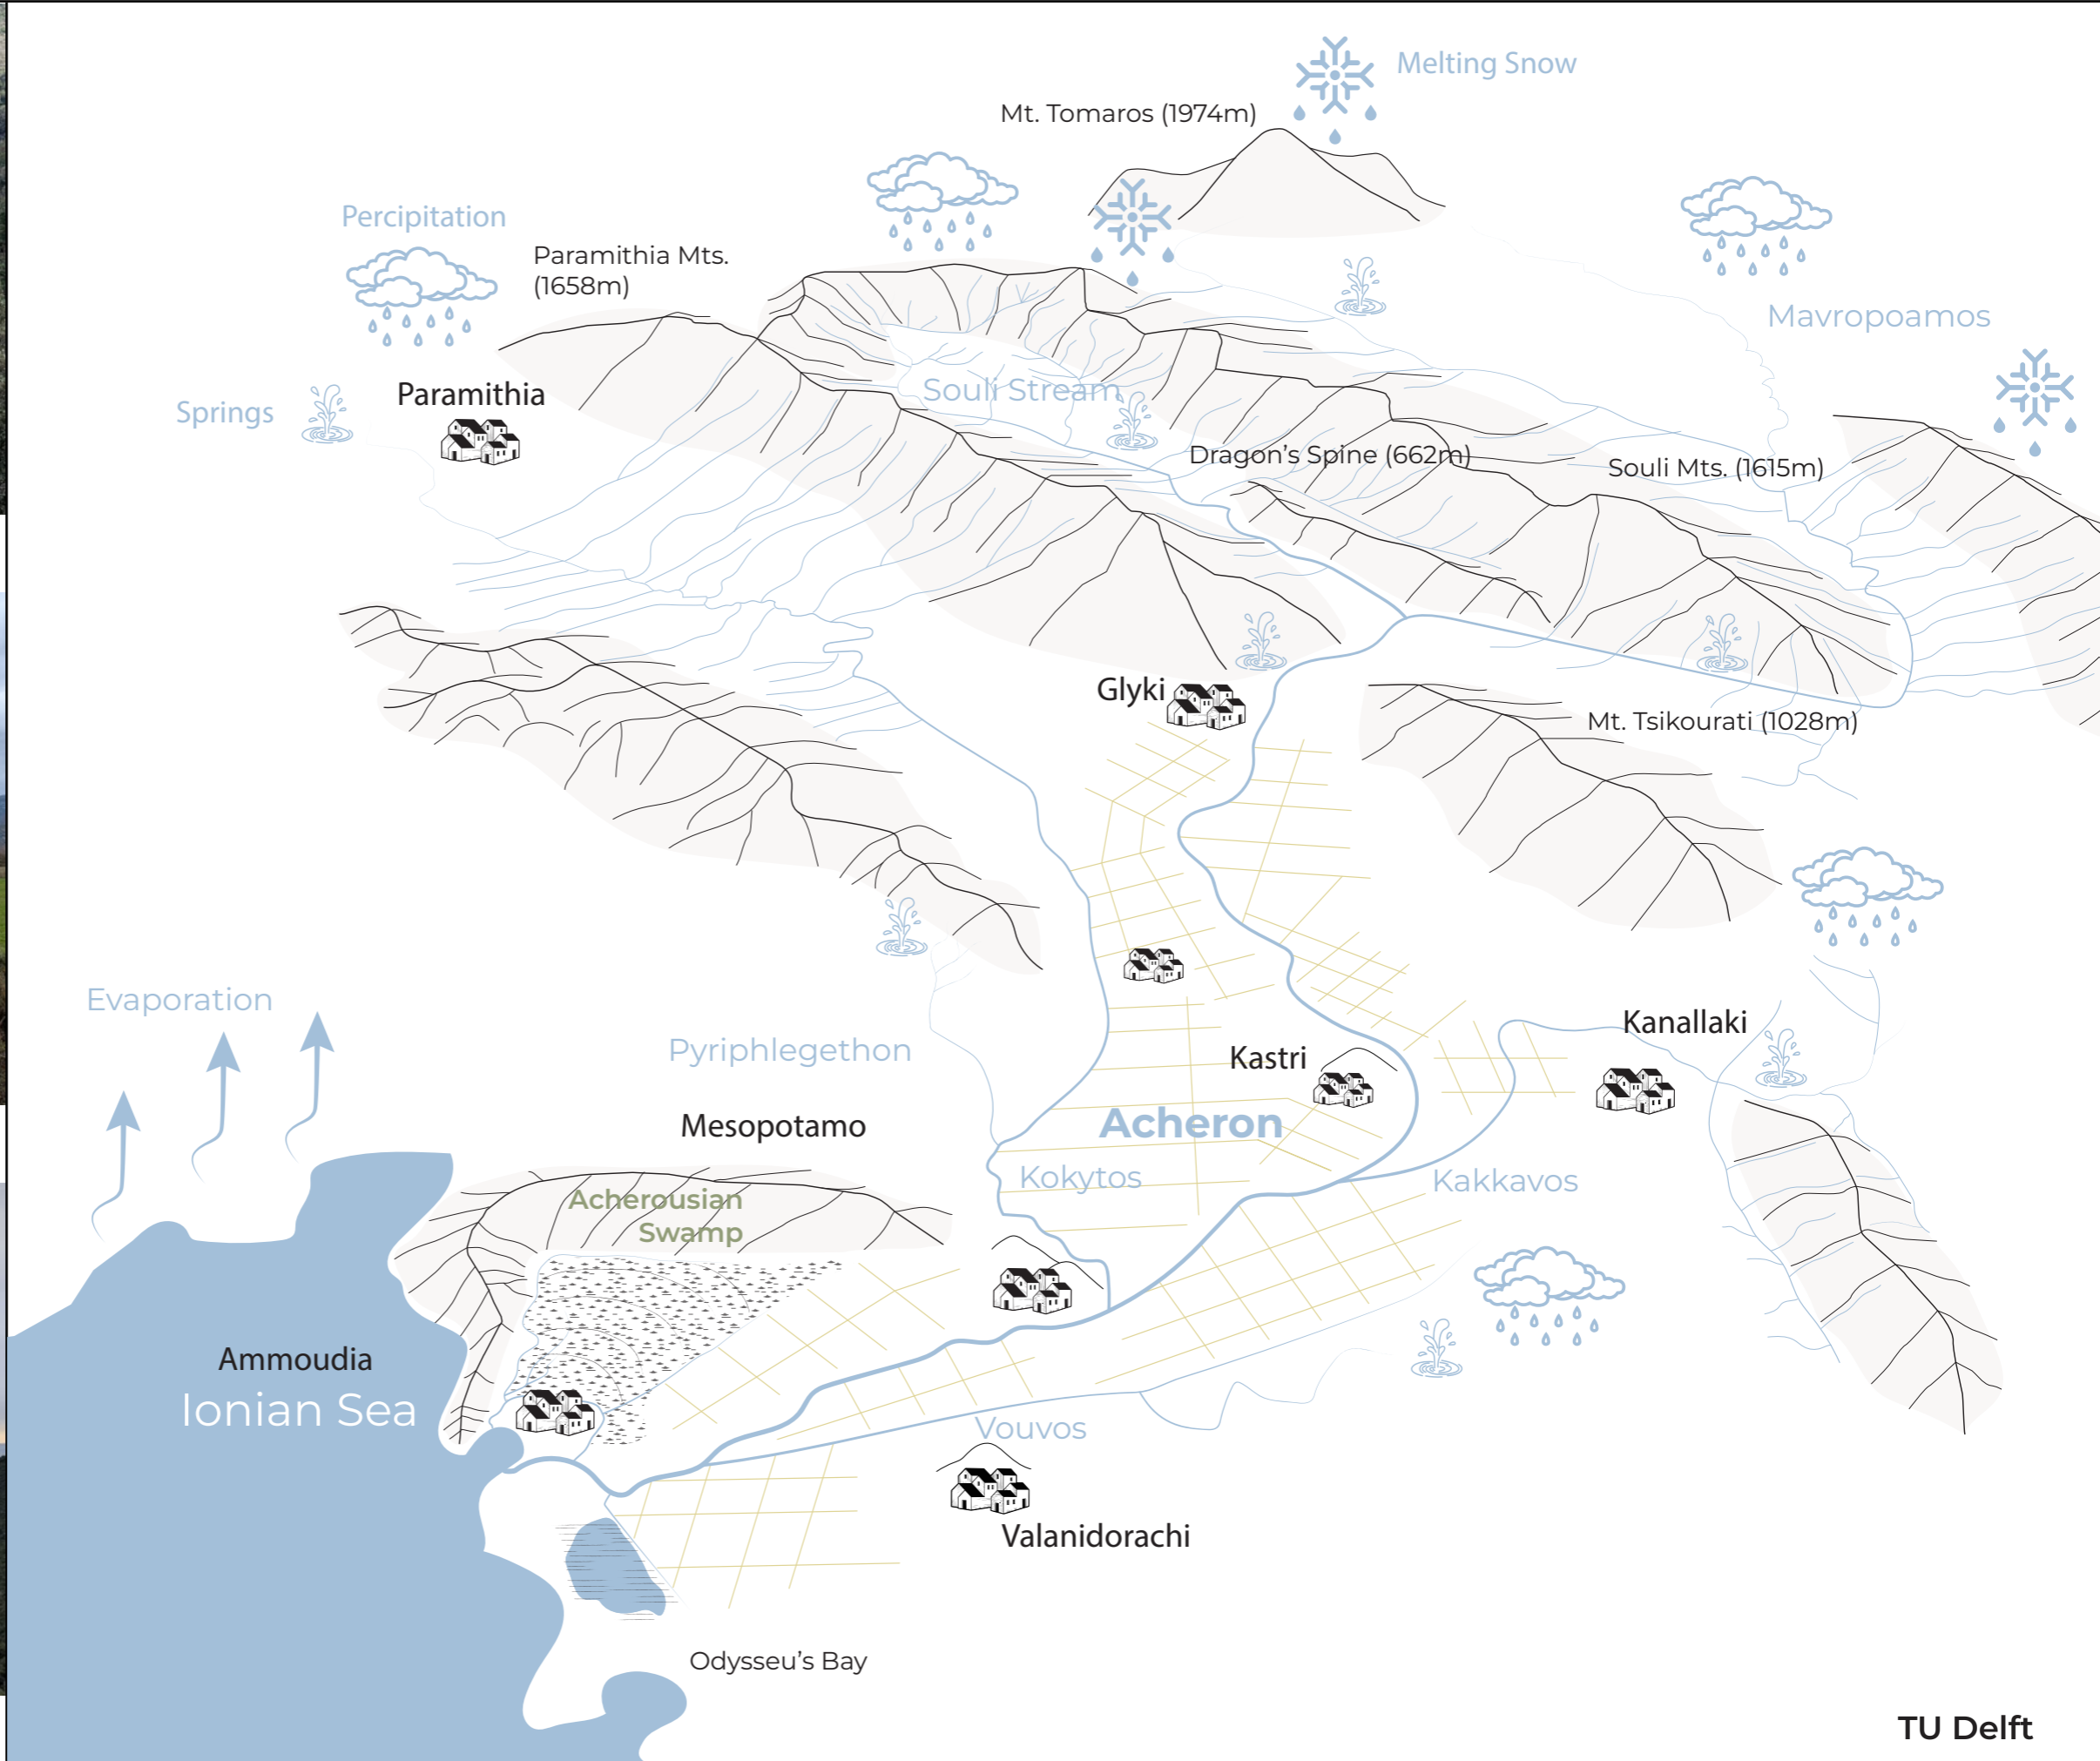 Melting Snow
Mt. Tomaros (1974m)
Percipitation
Paramithia Mts.
(1658m)
Mavropoamos
Souli Stream
Paramithia
Springs
Dragon's Spine (662m)
Souli Mts. (1615m)
Glyki
Mt. Tsikourati (1028m)
Evaporation
Kanallaki
Pyriphlegethon
Kastri
Mesopotamo
Acheron
Kokytos
Kakkavos
Acherousian
Swamp
Ammoudia
Ionian Sea
Vouvos
Valanidorachi
Odysseu's Bay
TU Delft